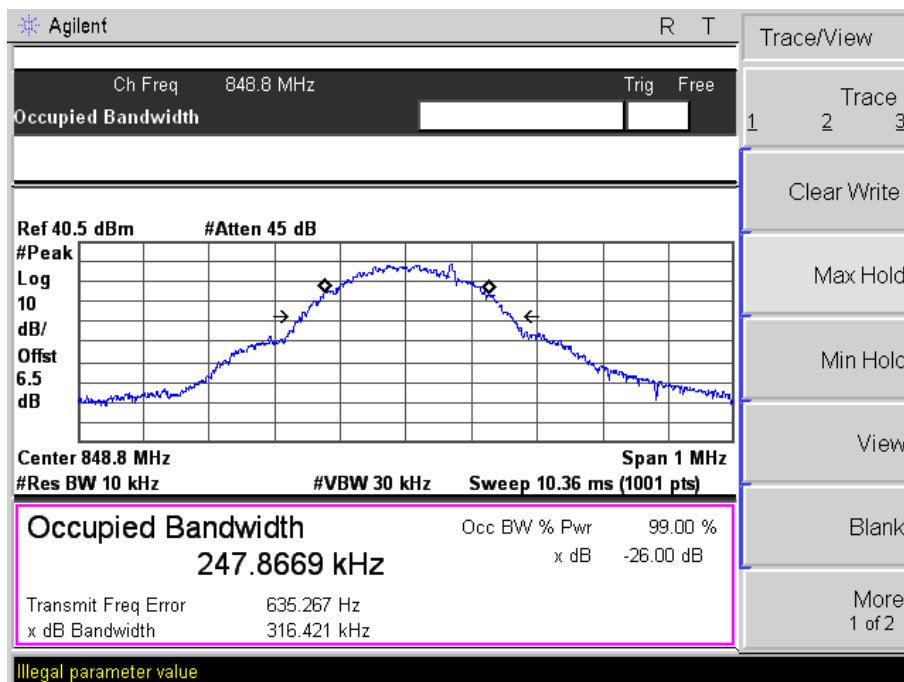 Agilent R T
Trace/View
Ch Freq 848.8 MHz Trig Free
Occupied Bandwidth
Trace
1 2 3
Clear Write
Max Hold
Min Hold
View
Blank
More
1 of 2
Ref 40.5 dBm #Atten 45 dB
#Peak
Log
10
dB/
Offst
6.5
dB
Center 848.8 MHz Span 1 MHz
#Res BW 10 kHz #VBW 30 kHz Sweep 10.36 ms (1001 pts)
Occupied Bandwidth Occ BW % Pwr 99.00 %
247.8669 kHz x dB -26.00 dB
Transmit Freq Error 635.267 Hz
x dB Bandwidth 316.421 kHz
Illegal parameter value